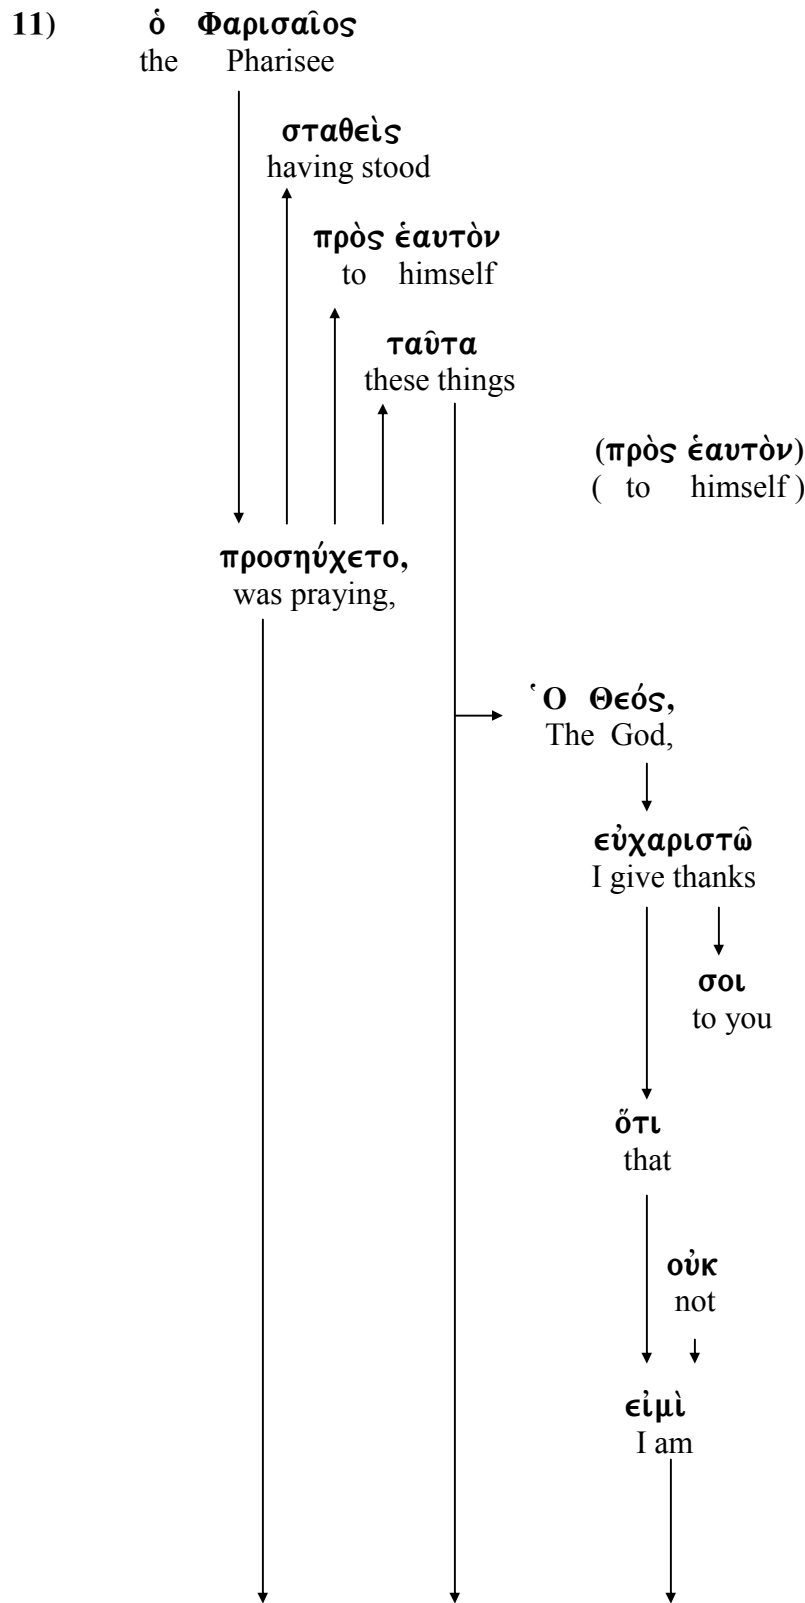 11) ὁ Φαρισαῖος
the Pharisee
σταθεὶς
having stood
πρὸς ἑαυτὸν
to himself
ταῦτα
these things
(πρὸς ἑαυτὸν)
( to himself )
προσηύχετο,
was praying,
Ὁ Θεός,
The God,
εὐχαριστῶ
I give thanks
σοι
to you
ὅτι
that
οὐκ
not
εἰμὶ
I am